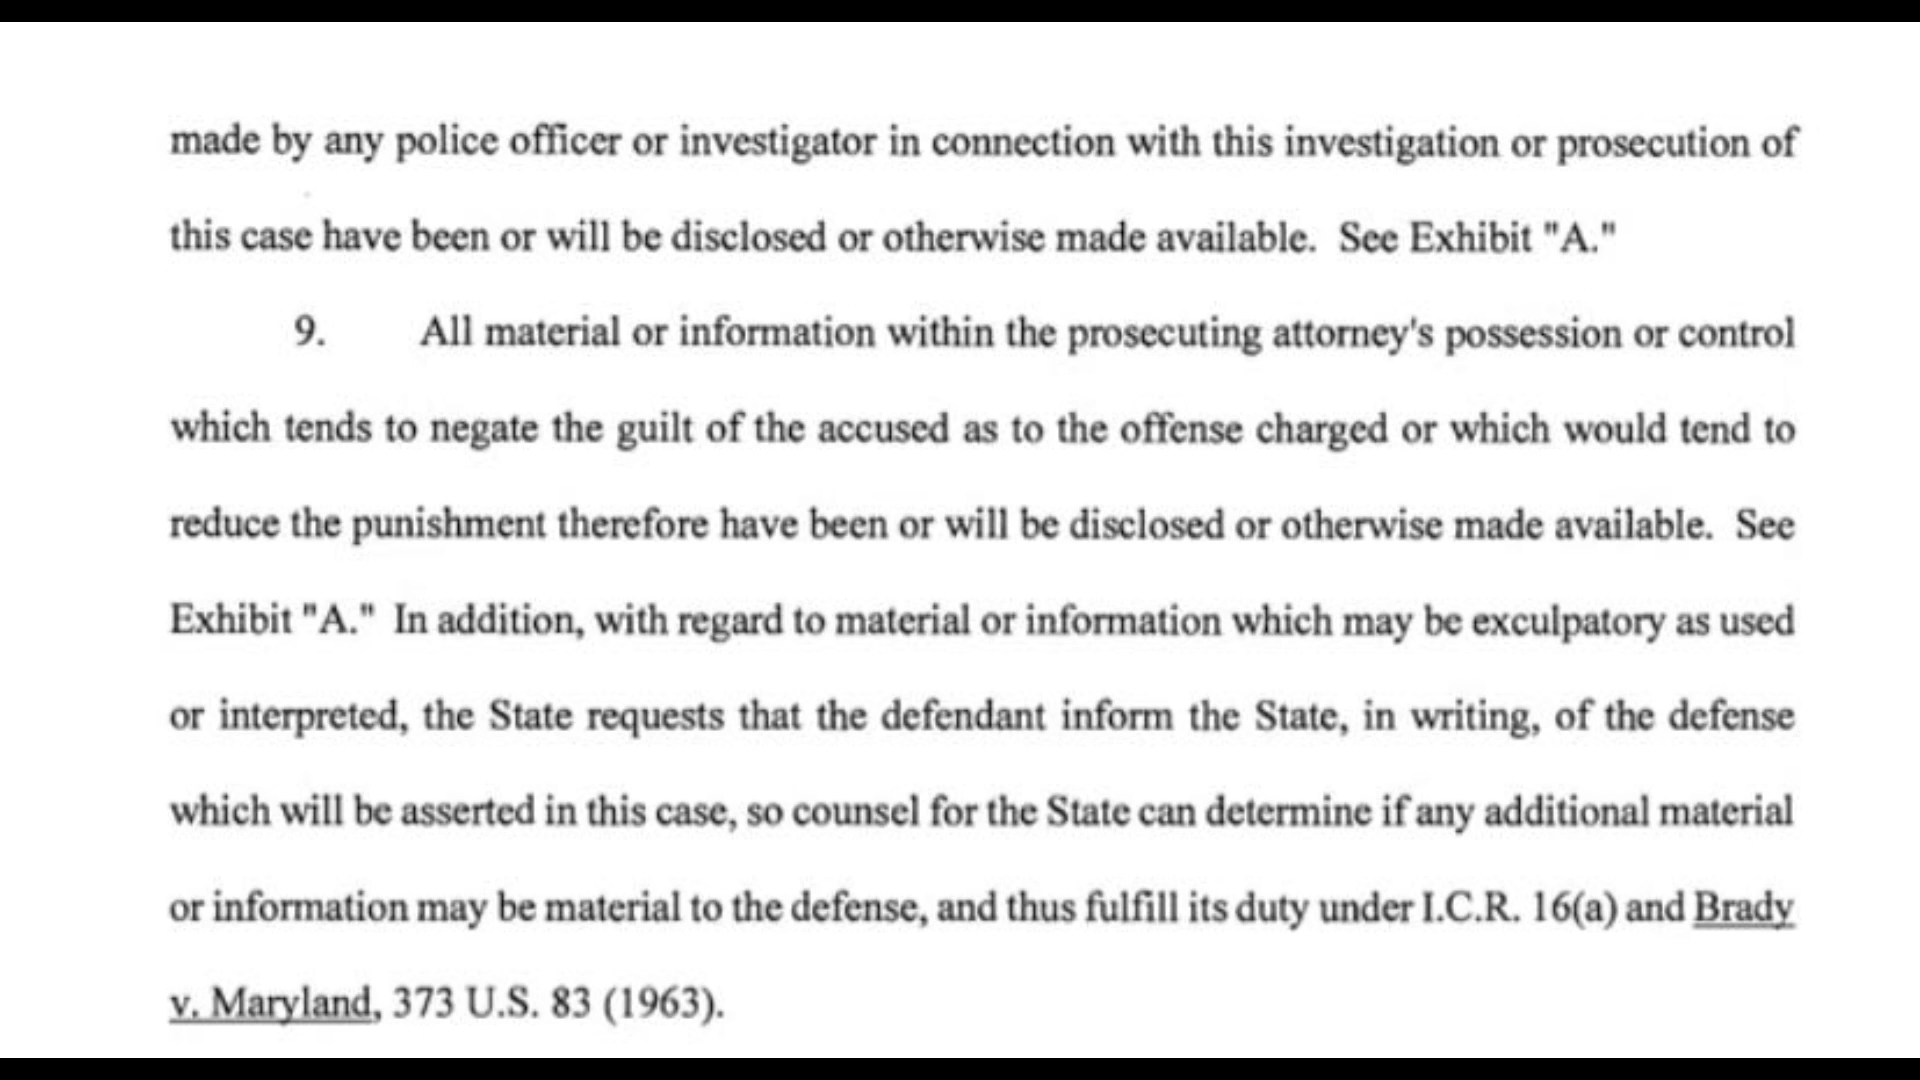 made by any police officer or investigator in connection with this investigation or prosecution of
this case have been or will be disclosed or otherwise made available. See Exhibit "A."
9. All material or information within the prosecuting attorney's possession or control
which tends to negate the guilt of the accused as to the offense charged or which would tend to
reduce the punishment therefore have been or will be disclosed or otherwise made available. See
Exhibit "A." In addition, with regard to material or information which may be exculpatory as used
or interpreted, the State requests that the defendant inform the State, in writing, of the defense
which will be asserted in this case, so counsel for the State can determine if any additional material
or information may be material to the defense, and thus fulfill its duty under I.C.R. 16(a) and Brady
v. Maryland, 373 U.S. 83 (1963).